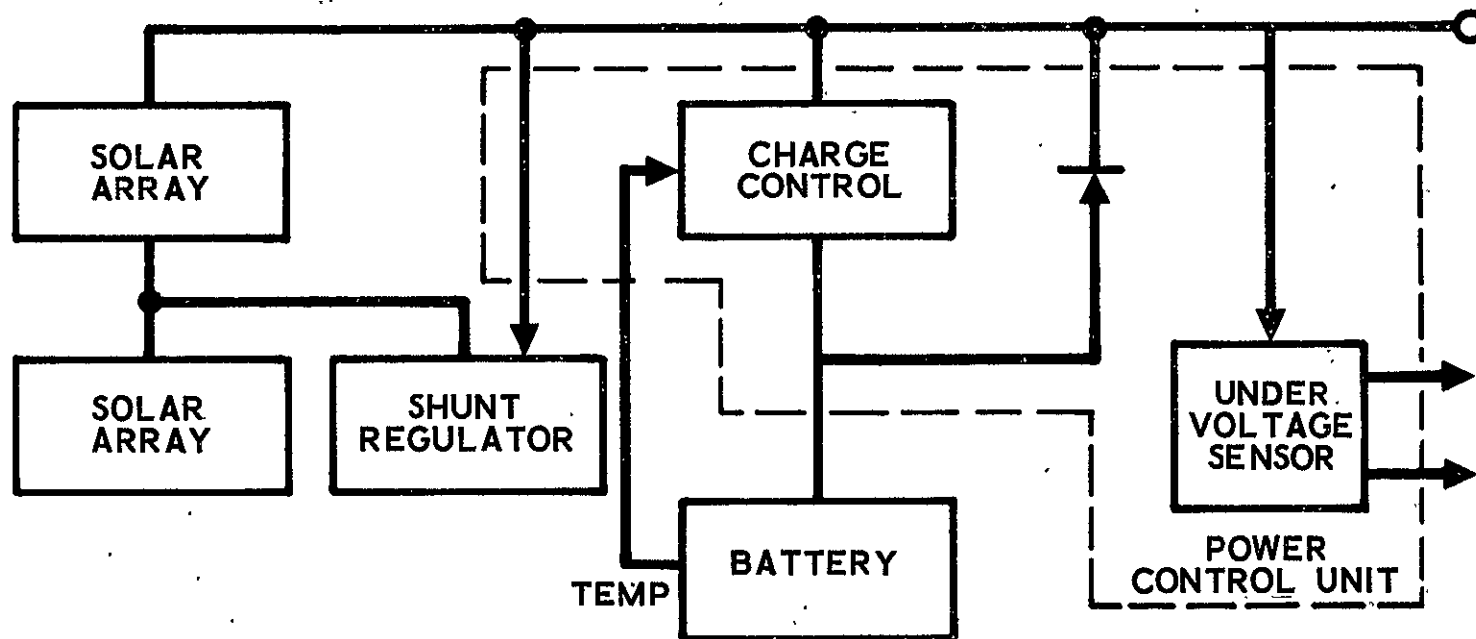 SOLAR
ARRAY
CHARGE
CONTROL
SOLAR
ARRAY
SHUNT
REGULATOR
UNDER
VOLTAGE
SENSOR
BATTERY
TEMP
POWER
CONTROL UNIT